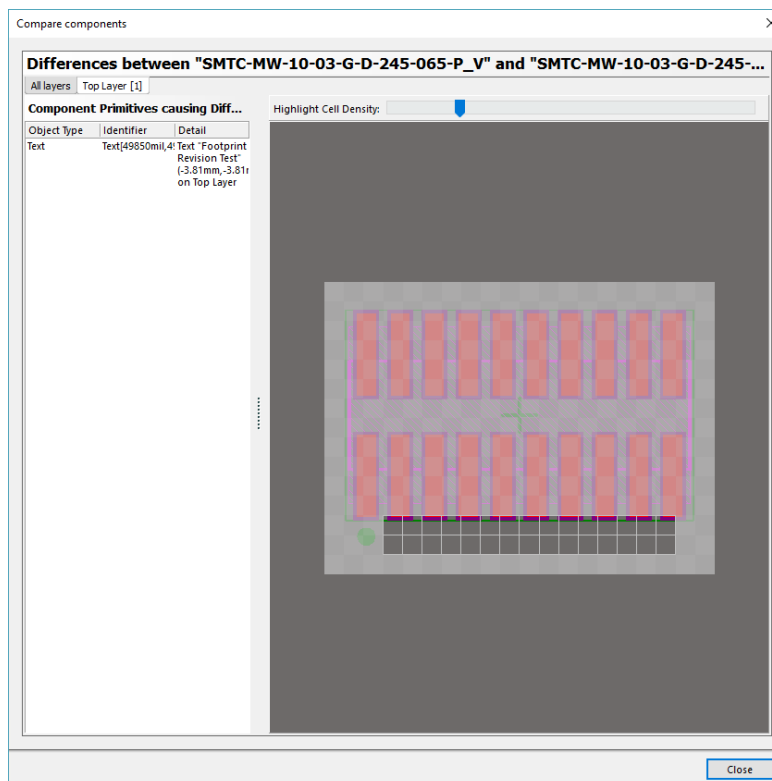 Compare components
Differences between "SMTC-MW-10-03-G-D-245-065-P_V" and "SMTC-MW-10-03-G-D-245-...
All layers Top Layer [1]
Component Primitives causing Diff...
Highlight Cell Density:
Object Type Identifier Detail
Text Text[49850mil,4 Text "Footprint
Revision Test"
(-3.81mm,-3.81
on Top Layer
Close